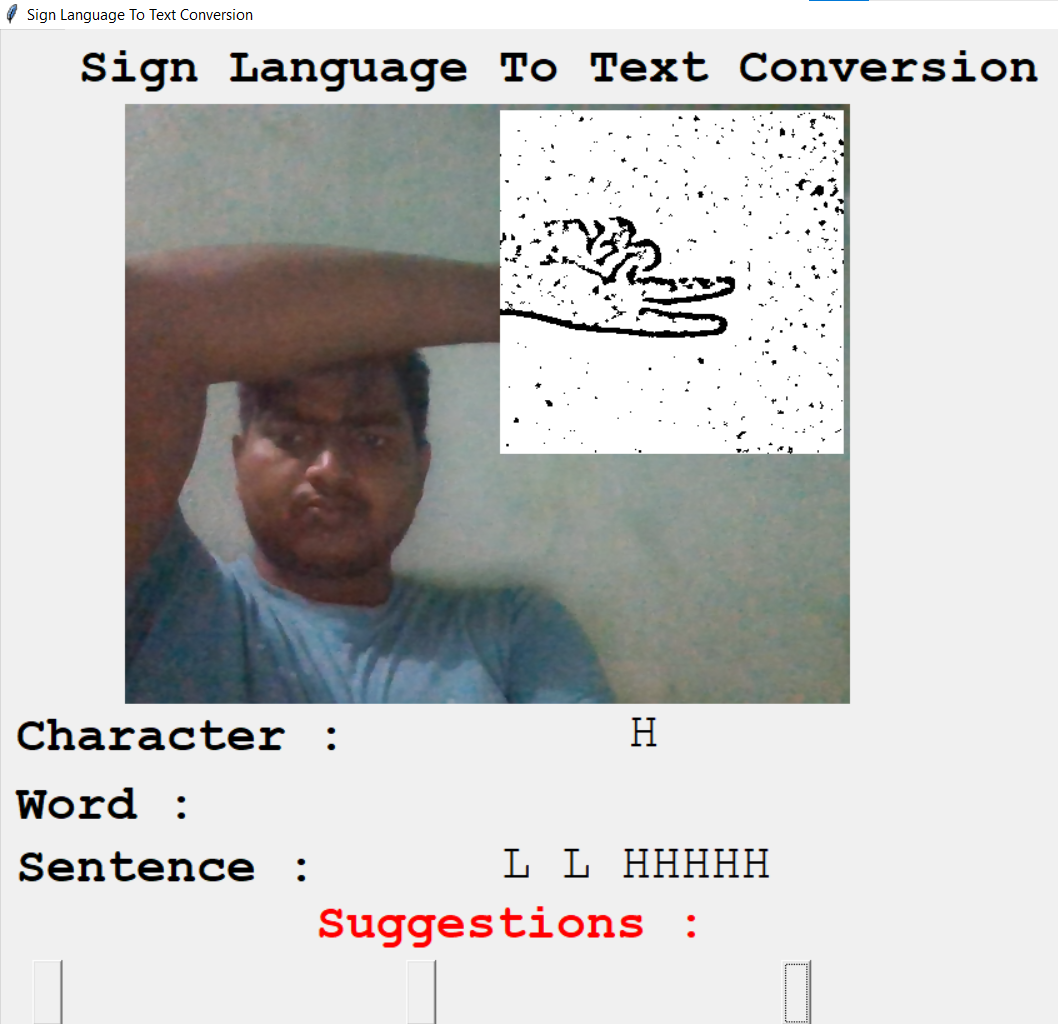 Sign Language To Text Conversion
Sign Language To Text Conversion
Character : H
Word :
Sentence : L L HHHHH
Suggestions :